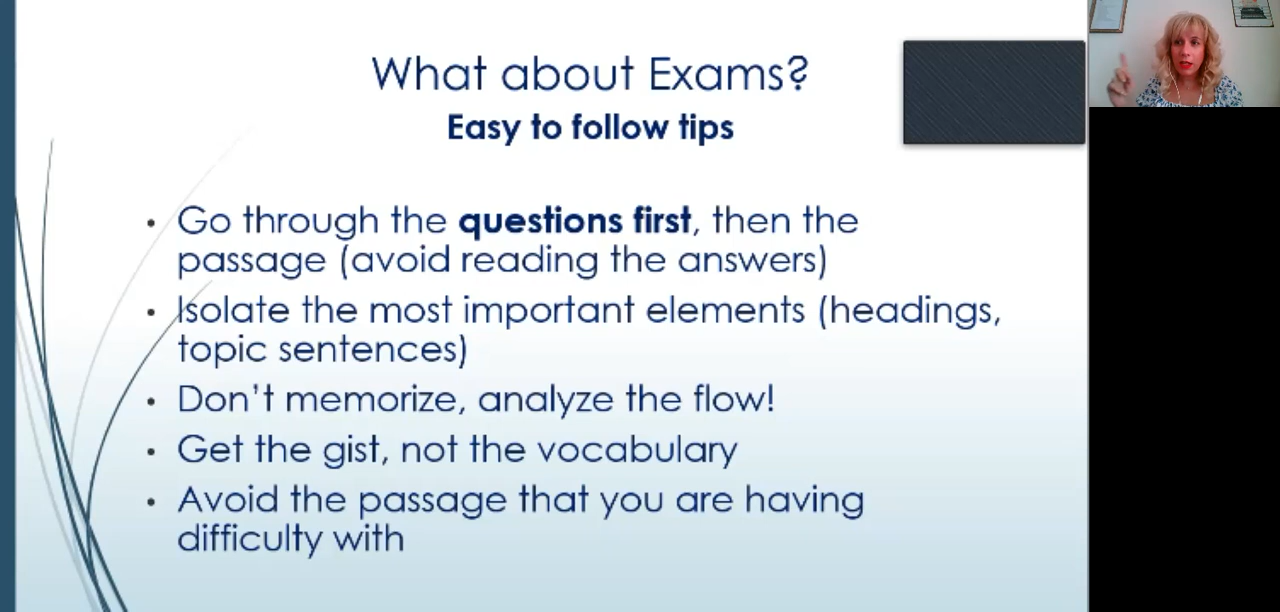 What about Exams?
Easy to follow tips
• Go through the questions first, then the
passage (avoid reading the answers)
• Isolate the most important elements (headings,
topic sentences)
• Don't memorize, analyze the flow!
• Get the gist, not the vocabulary
• Avoid the passage that you are having
difficulty with